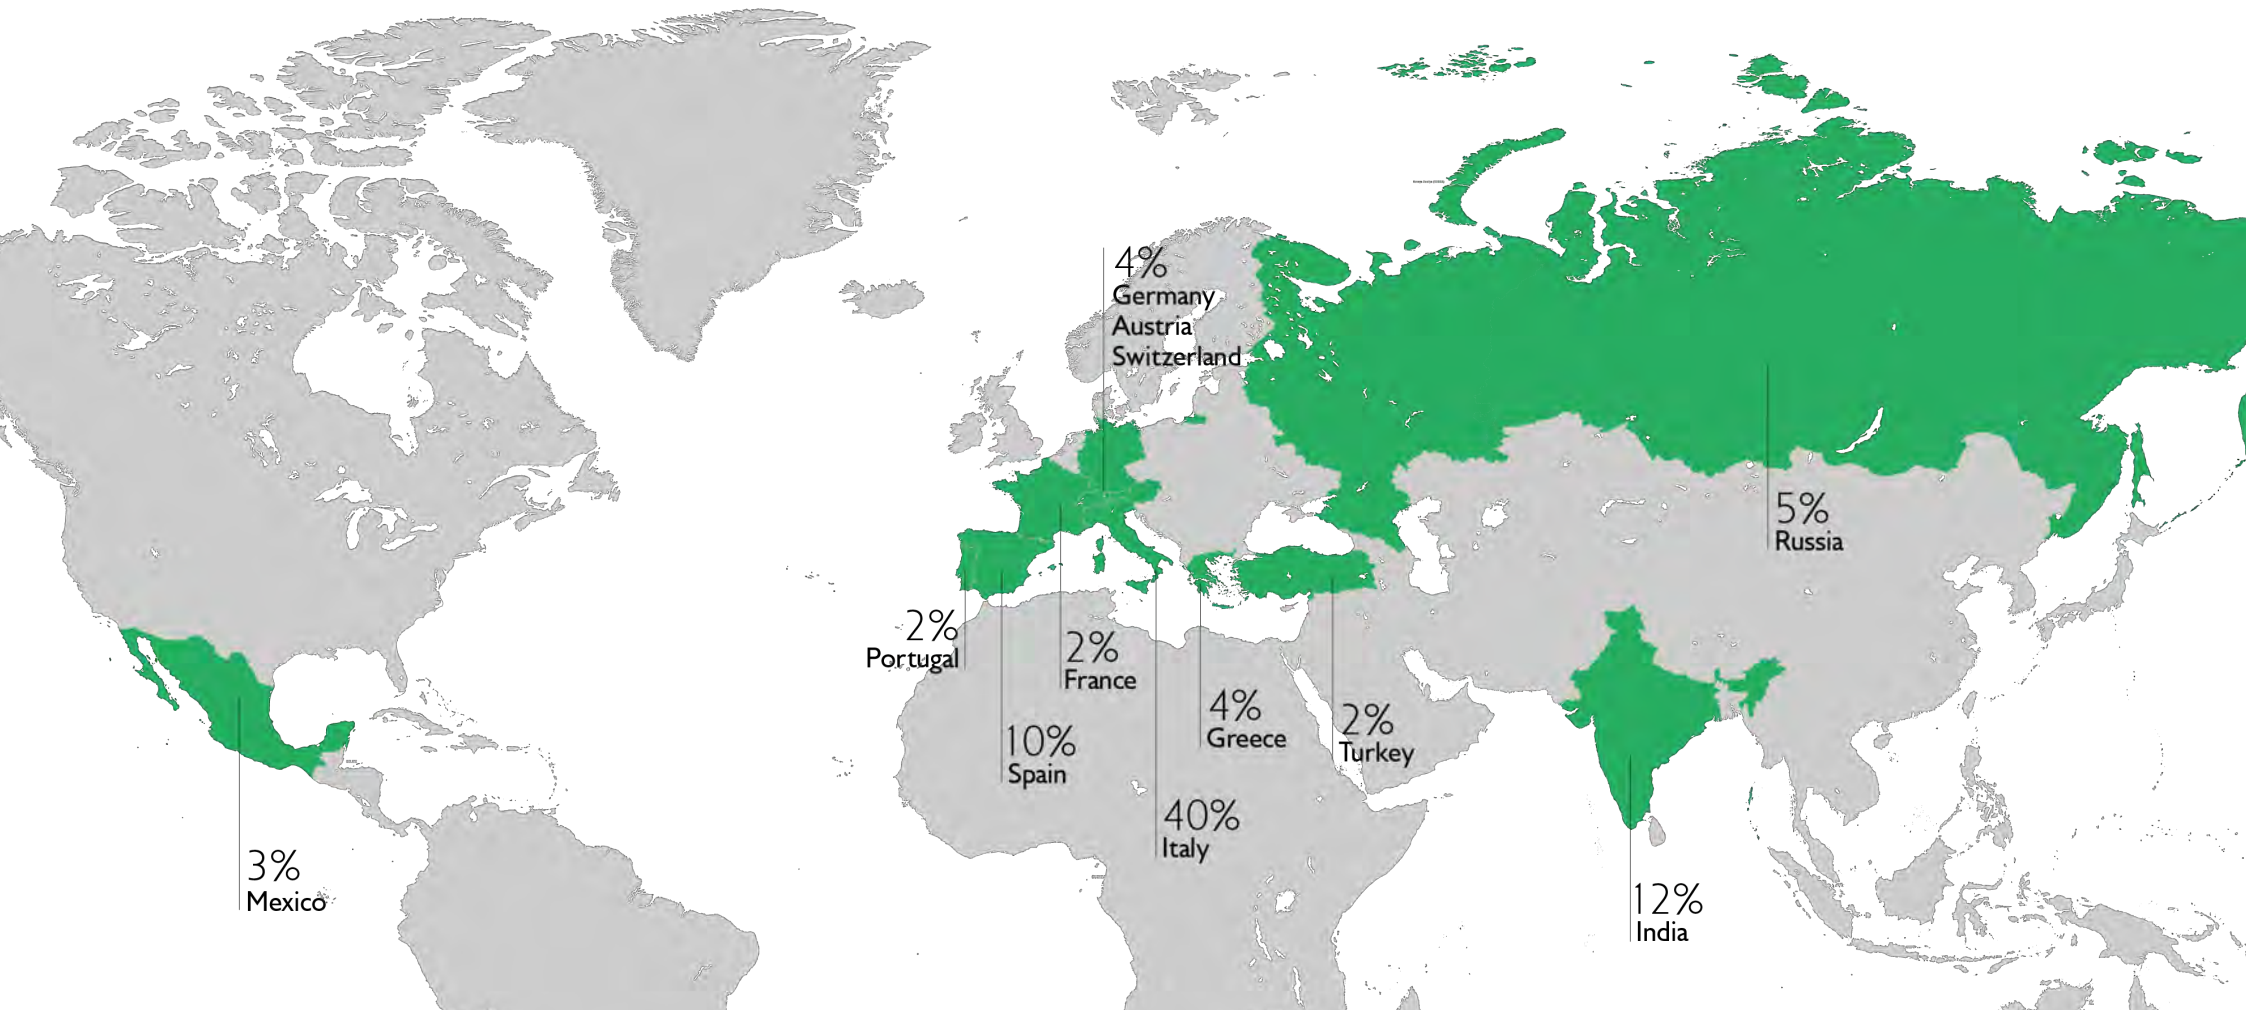 4%
Germany
Austria
Switzerland
5%
Russia
2%
Portugal
2%
France
4%
Greece
2%
Turkey
10%
Spain
40%
Italy
3%
Mexico
12%
India